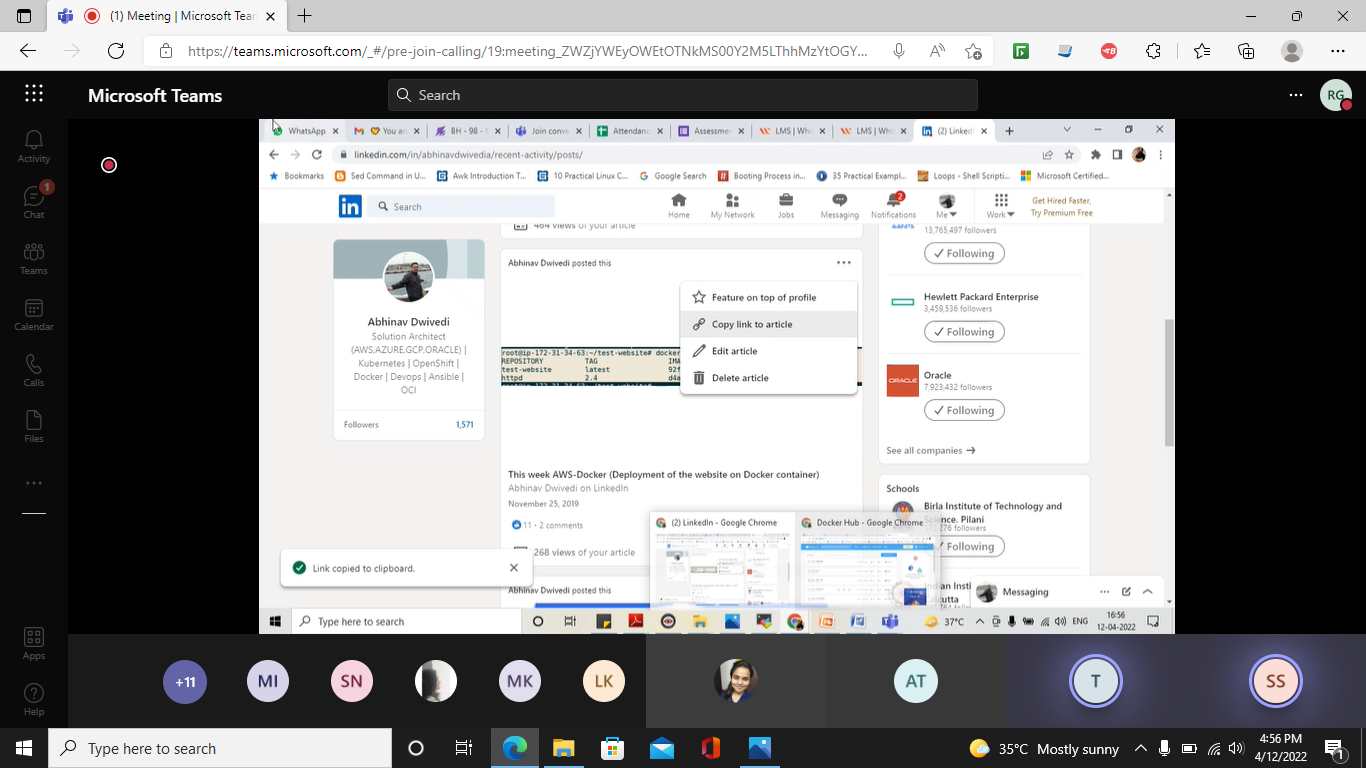 (1) Meeting | Microsoft Tear
https://teams.microsoft.com/_#/pre-join-calling/19:meeting_ZWZjYWEyOWEtOTNkMS00Y2M5LThhMzYtOGY...
Microsoft Teams
Search
RG
Activity
Chat
1
Teams
Calendar
Calls
Files
Apps
Help
WhatsApp
You ar
BH - 98 -
Join conve
Attendanc
Assessme
LMS | Whi
LMS | Whi
(2) Linked
linkedin.com/in/abhinavdwivedia/recent-activity/posts/
Bookmarks
Sed Command in U...
Awk Introduction T...
10 Practical Linux C...
Google Search
Booting Process in...
35 Practical Exampl...
Loops - Shell Scripti...
Microsoft Certified...
in
Search
Home
My Network
Jobs
Messaging
2
Notifications
Me
Work
Get Hired Faster,
Try Premium Free
Abhinav Dwivedi
Solution Architect
(AWS,AZURE,GCP,ORACLE) |
Kubernetes | OpenShift |
Docker | Devops | Ansible |
OCI
Followers 1,571
464 views of your article
Abhinav Dwivedi posted this
Feature on top of profile
Copy link to article
Edit article
Delete article
root@ip-172-31-34-63:~/test-website# docker
REPOSITORY TAG IMA
test-website latest 92f
httpd 2.4 d4a
This week AWS-Docker (Deployment of the website on Docker container)
Abhinav Dwivedi on LinkedIn
November 25, 2019
11 • 2 comments
268 views of your article
Abhinav Dwivedi posted this
13,765,497 followers
Following
Hewlett Packard Enterprise
3,459,536 followers
Following
ORACLE
Oracle
7,923,432 followers
Following
See all companies
Schools
Birla Institute of Technology and
Science, Pilani
Following
Messaging
(2) LinkedIn - Google Chrome
Docker Hub - Google Chrome
Link copied to clipboard.
Type here to search
37°C
ENG
16:56
12-04-2022
+11
MI
SN
MK
LK
AT
T
SS
Type here to search
35°C Mostly sunny
4:56 PM
4/12/2022
1